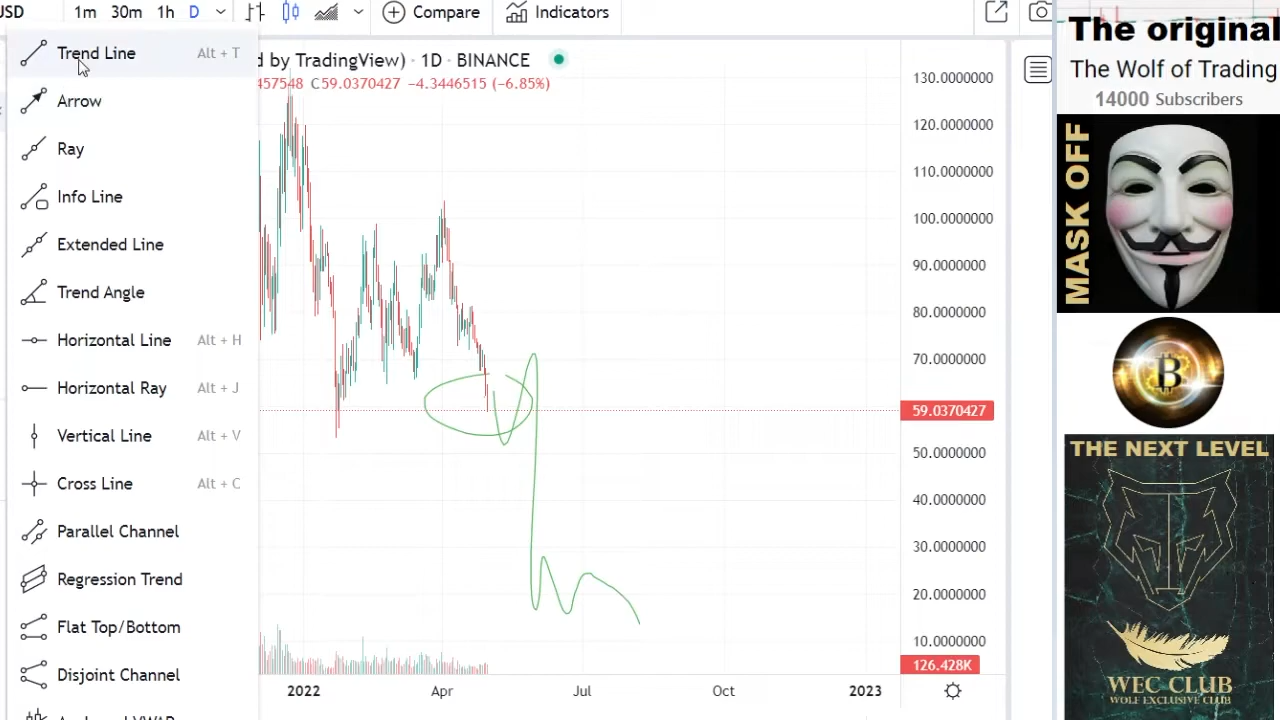 SD 1m 30m 1h D Compare Indicators
Trend Line Alt + T
Arrow
Ray
Info Line
Extended Line
Trend Angle
Horizontal Line Alt + H
Horizontal Ray Alt + J
Vertical Line Alt + V
Cross Line Alt + C
Parallel Channel
Regression Trend
Flat Top/Bottom
Disjoint Channel
d by TradingView) · 1D · BINANCE
457548 C59.0370427 −4.3446515 (−6.85%)
130.0000000
120.0000000
110.0000000
100.0000000
90.0000000
80.0000000
70.0000000
59.0370427
50.0000000
40.0000000
30.0000000
20.0000000
10.0000000
126.428K
2022 Apr Jul Oct 2023
The original
The Wolf of Trading
14000 Subscribers
MASK OFF
THE NEXT LEVEL
WEC CLUB
WOLF EXCLUSIVE CLUB